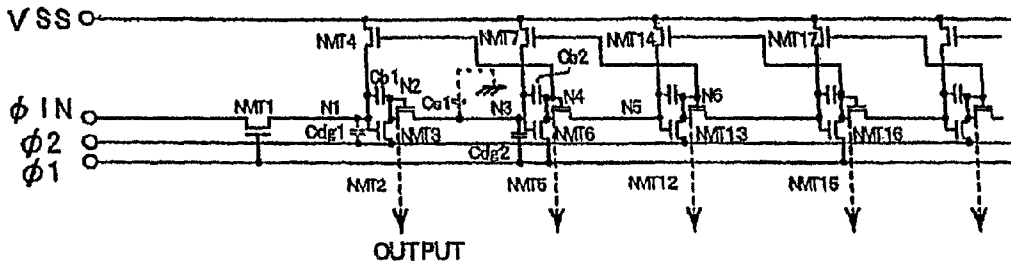 VSS
NMT4 NMT7 NMT14 NMT17
Cb1 N2 Cb2
Ca1 N4 N6
φIN NMT1 N1 N3 N5
Cdg1 NMT3 NMT6 NMT13 NMT16
φ2
Cdg2
φ1
NMT2 NMT5 NMT12 NMT15
OUTPUT